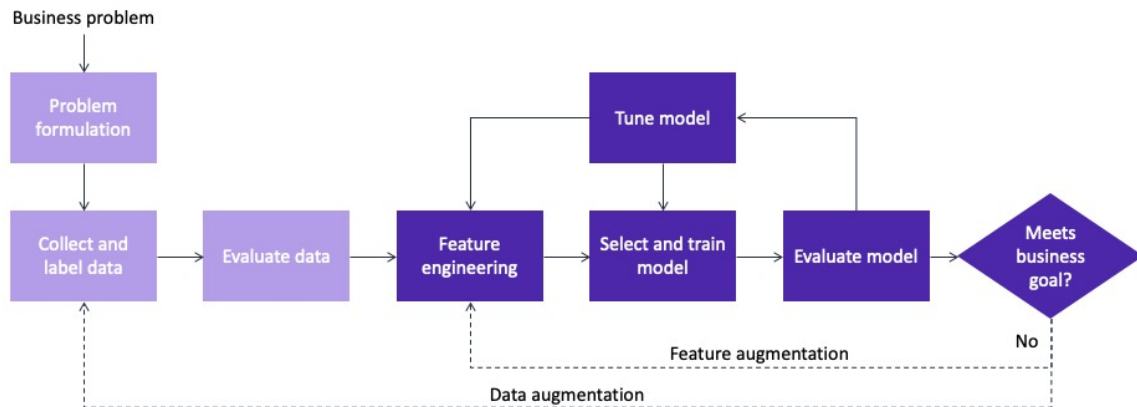 Business problem
Problem
formulation
Tune model
Collect and
label data
Evaluate data
Feature
engineering
Select and train
model
Evaluate model
Meets
business
goal?
No
Feature augmentation
Data augmentation